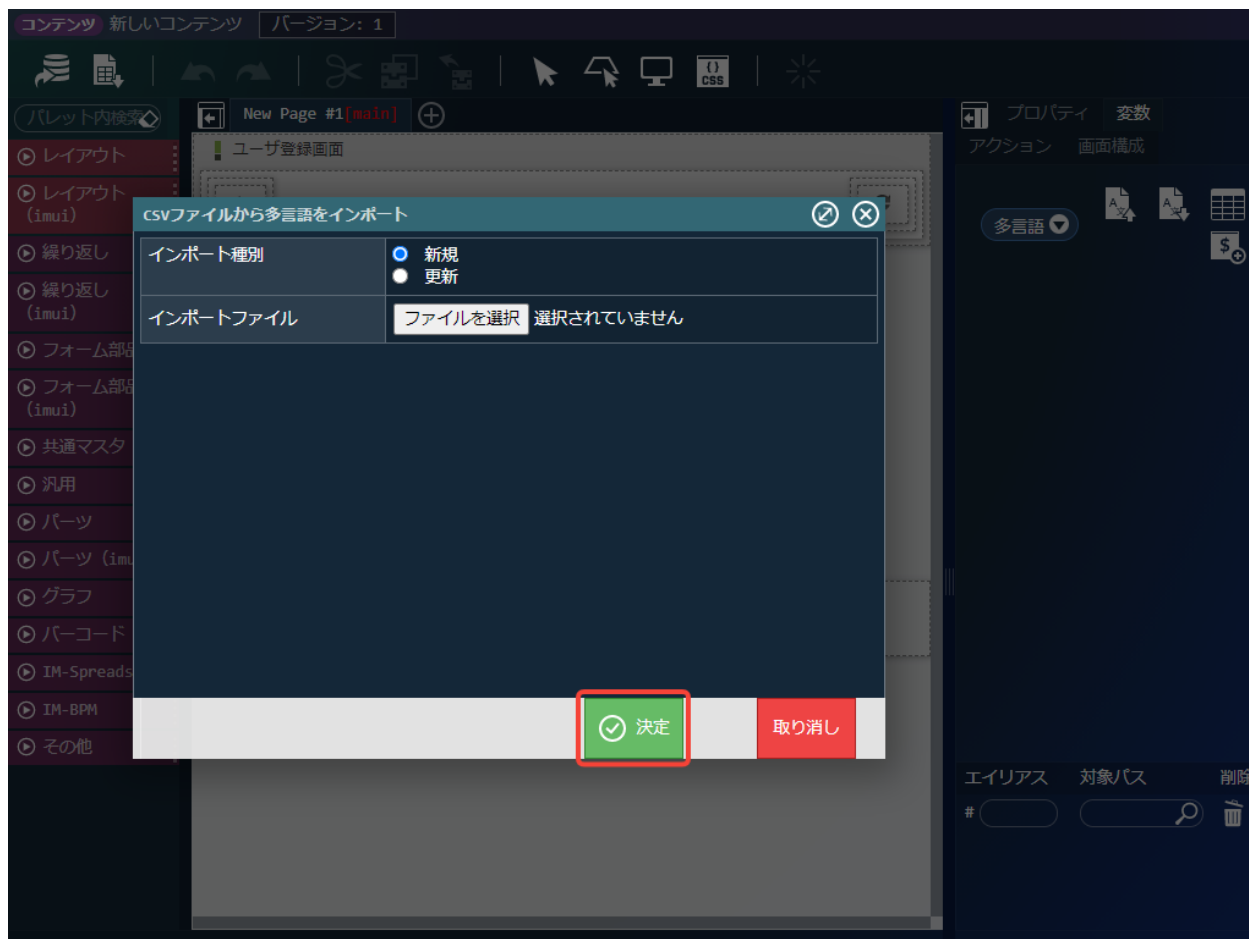 コンテンツ 新しいコンテンツ バージョン: 1
{} CSS
パレット内検索
New Page #1[main]
プロパティ 変数
アクション 画面構成
レイアウト
ユーザ登録画面
レイアウト
(imui)
繰り返し
繰り返し
(imui)
フォーム部品
フォーム部品
(imui)
共通マスタ
汎用
パーツ
パーツ (imu
グラフ
バーコード
IM-Spreads
IM-BPM
その他
CSVファイルから多言語をインポート
インポート種別
新規
更新
インポートファイル
ファイルを選択 選択されていません
決定
取り消し
多言語
エイリアス 対象パス 削除
#